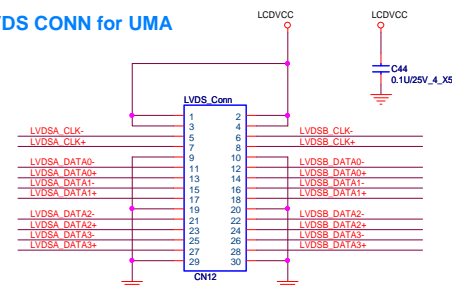 VDS CONN for UMA
LCDVCC
LCDVCC
C44
0.1U/25V_4_X5
LVDS_Conn
1 2
3 4
LVDSA_CLK- 5 6 LVDSB_CLK-
LVDSA_CLK+ 7 8 LVDSB_CLK+
9 10
LVDSA_DATA0- 11 12 LVDSB_DATA0-
LVDSA_DATA0+ 13 14 LVDSB_DATA0+
LVDSA_DATA1- 15 16 LVDSB_DATA1-
LVDSA_DATA1+ 17 18 LVDSB_DATA1+
19 20
LVDSA_DATA2- 21 22 LVDSB_DATA2-
LVDSA_DATA2+ 23 24 LVDSB_DATA2+
LVDSA_DATA3- 25 26 LVDSB_DATA3-
LVDSA_DATA3+ 27 28 LVDSB_DATA3+
29 30
CN12